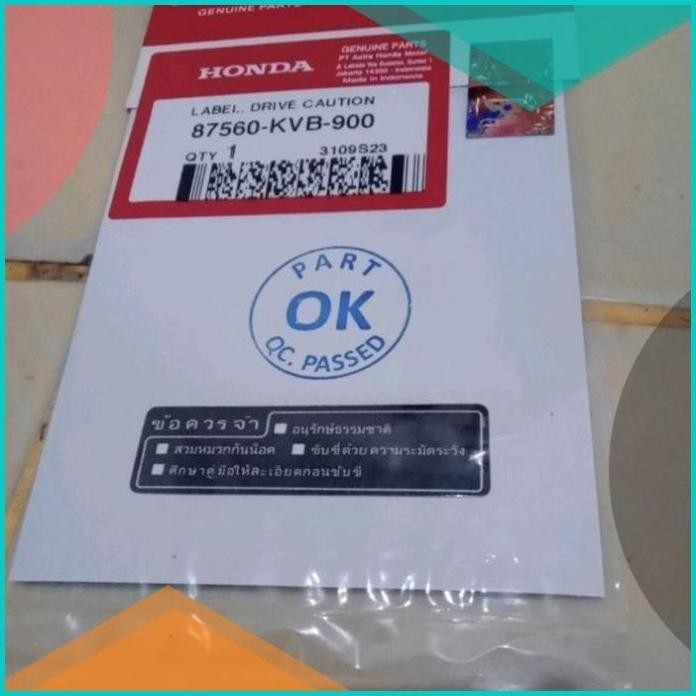 GENUINE PARTS
HONDA
GENUINE PARTS
PT Astra Honda Motor
Jakarta 14350 - Indonesia
Made in Indonesia
LABEL., DRIVE CAUTION
87560-KVB-900
QTY 1 3109S23
PART
OK
QC. PASSED
ข้อควรจำ
อนุรักษ์ธรรมชาติ
สวมหมวกกันน๊อค ขับขี่ด้วยความระมัดระวัง
ศึกษาคู่มือให้ละเอียดก่อนขับขี่